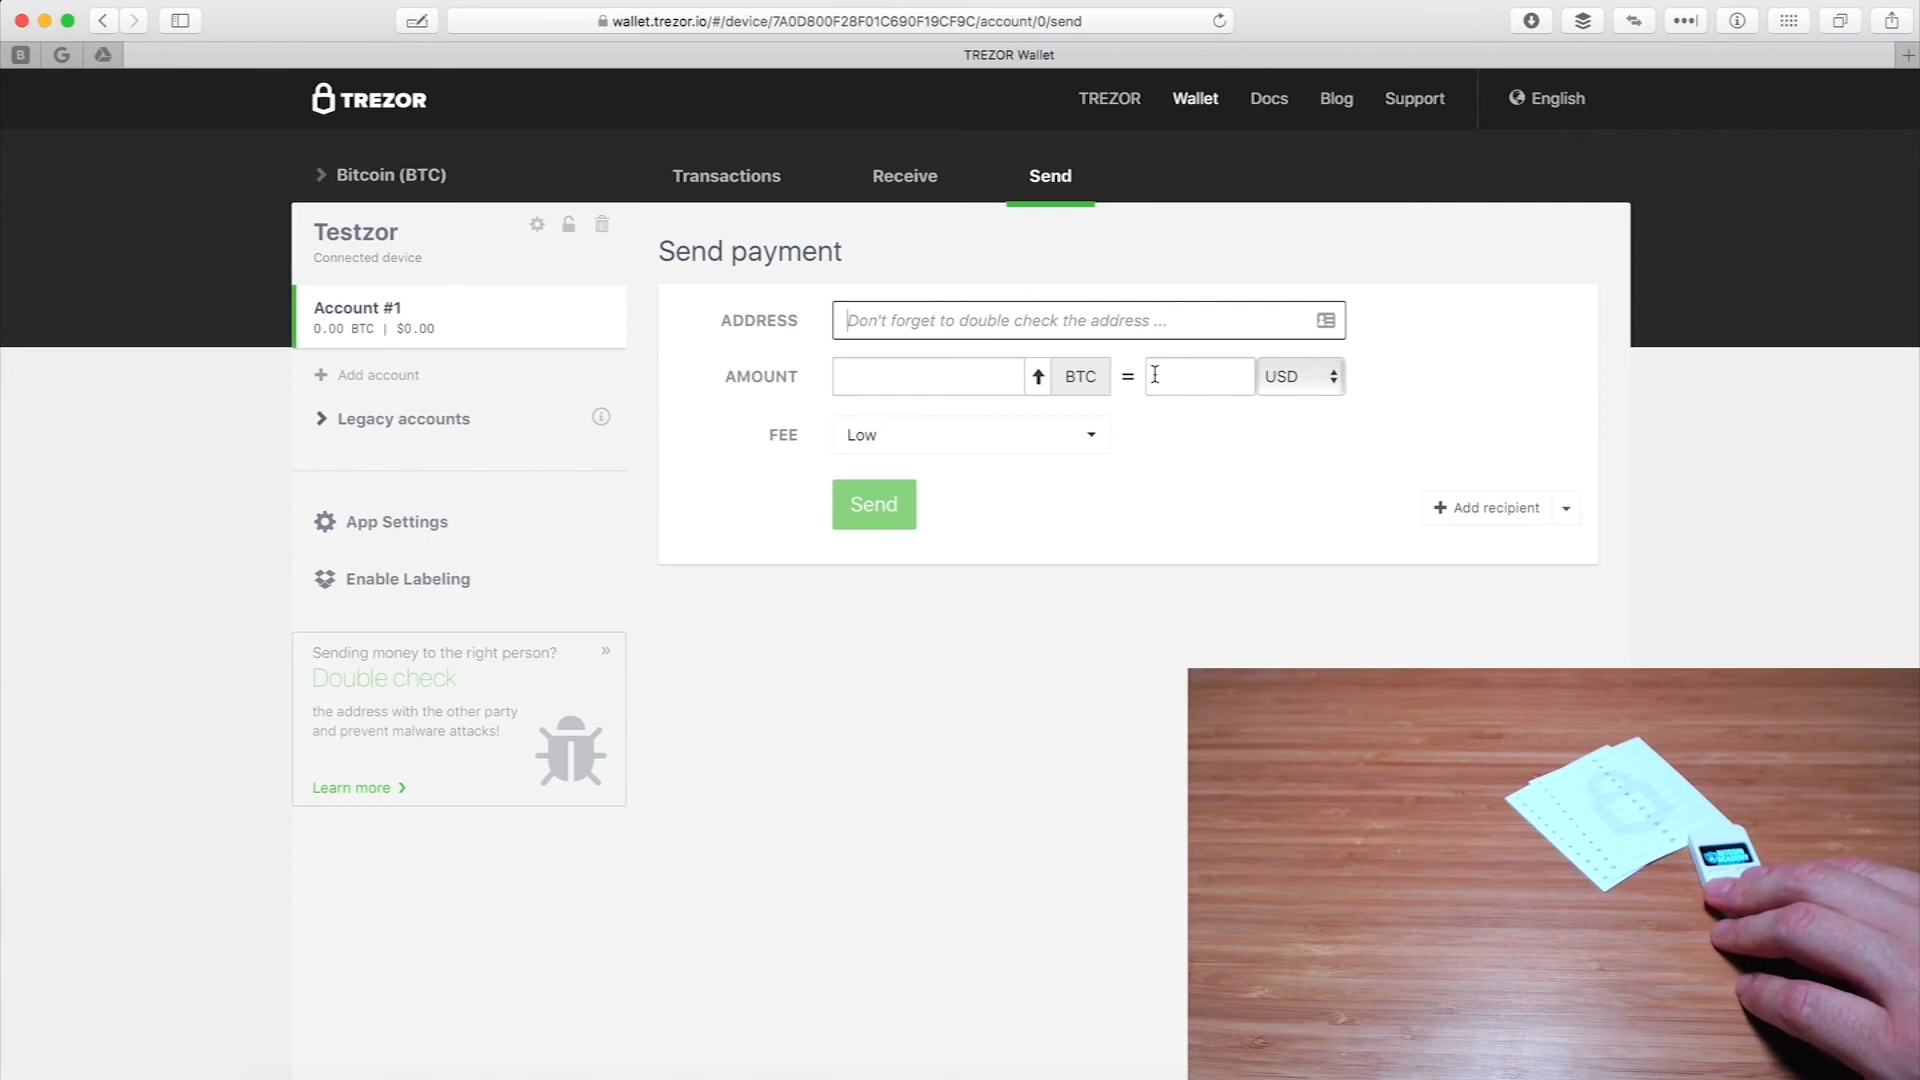 wallet.trezor.io/#/device/7A0D800F28F01C690F19CF9C/account/0/send
B G
TREZOR Wallet
TREZOR
TREZOR Wallet Docs Blog Support English
Bitcoin (BTC)
Transactions Receive Send
Testzor
Connected device
Account #1
0.00 BTC | $0.00
+ Add account
Legacy accounts
App Settings
Enable Labeling
Sending money to the right person? »
Double check
the address with the other party
and prevent malware attacks!
Learn more
Send payment
ADDRESS Don't forget to double check the address ...
AMOUNT BTC = USD
FEE Low
Send
+ Add recipient